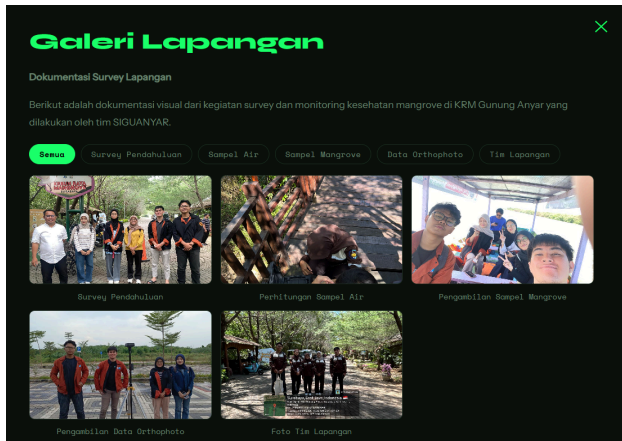 Galeri Lapangan
Dokumentasi Survey Lapangan
Berikut adalah dokumentasi visual dari kegiatan survey dan monitoring kesehatan mangrove di KRM Gunung Anyar yang
dilakukan oleh tim SIGUANYAR.
Semua
Survey Pendahuluan
Sampel Air
Sampel Mangrove
Data Orthophoto
Tim Lapangan
Survey Pendahuluan
Perhitungan Sampel Air
Pengambilan Sampel Mangrove
Pengambilan Data Orthophoto
Foto Tim Lapangan